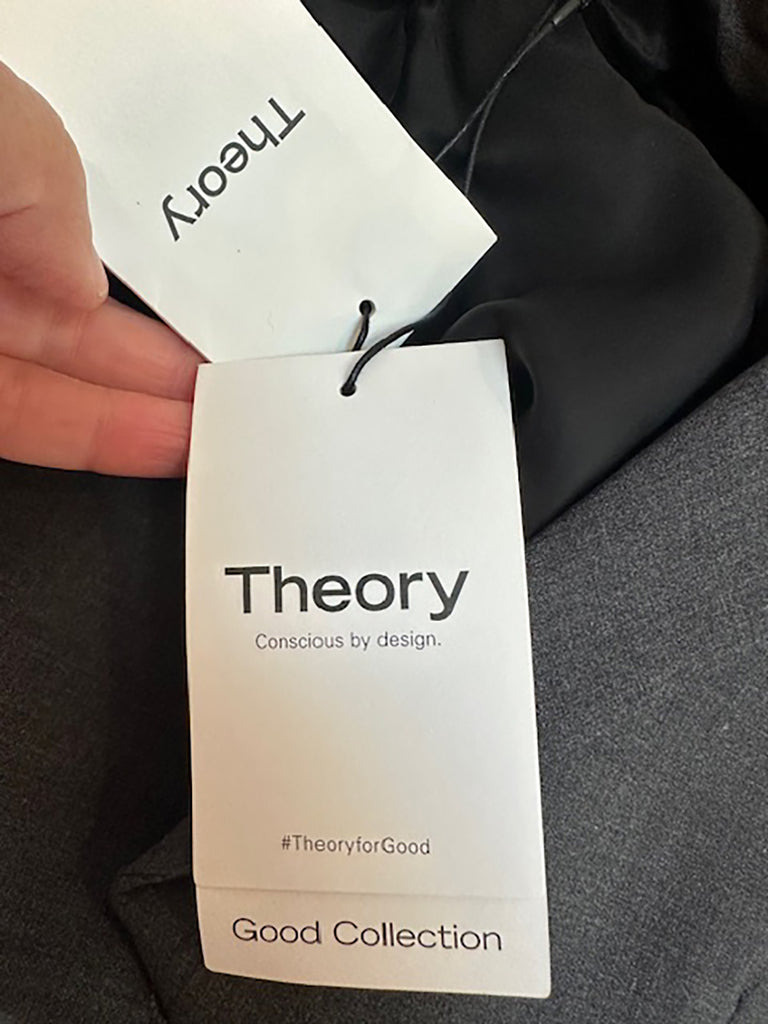 Theory
Theory
Conscious by design.
#TheoryforGood
Good Collection